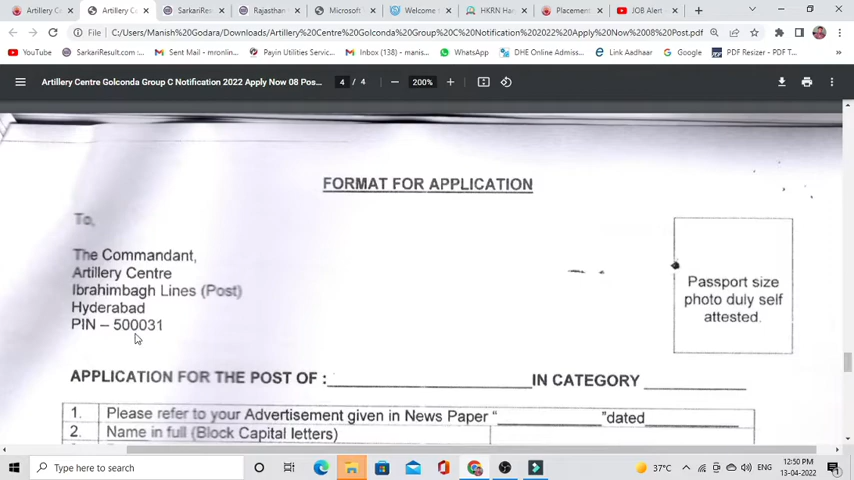 Artillery C
Artillery C
SarkariResu
Rajasthan
Microsoft
Welcome
HKRN Har
Placement
JOB Alert -
File | C:/Users/Manish%20Godara/Downloads/Artillery%20Centre%20Golconda%20Group%20C%20Notification%202022%20Apply%20Now%2008%20Post.pdf
YouTube SarkariResult.com : Sent Mail - mronlin... Payin Utility Servic... Inbox (138) - manis... WhatsApp DHE Online Admiss... Link Aadhaar Google PDF Resizer | PDF... PDF
Artillery Centre Golconda Group C Notification 2022 Apply Now 08 Pos... 4 / 4 200%
FORMAT FOR APPLICATION
To,
The Commandant,
Artillery Centre
Ibrahimbagh Lines (Post)
Hyderabad
PIN – 500031
Passport size
photo duly self
attested.
APPLICATION FOR THE POST OF : IN CATEGORY
1. Please refer to your Advertisement given in News Paper “ ”dated
2. Name in full (Block Capital letters)
Type here to search
37°C
ENG
12:50 PM
13-04-2022